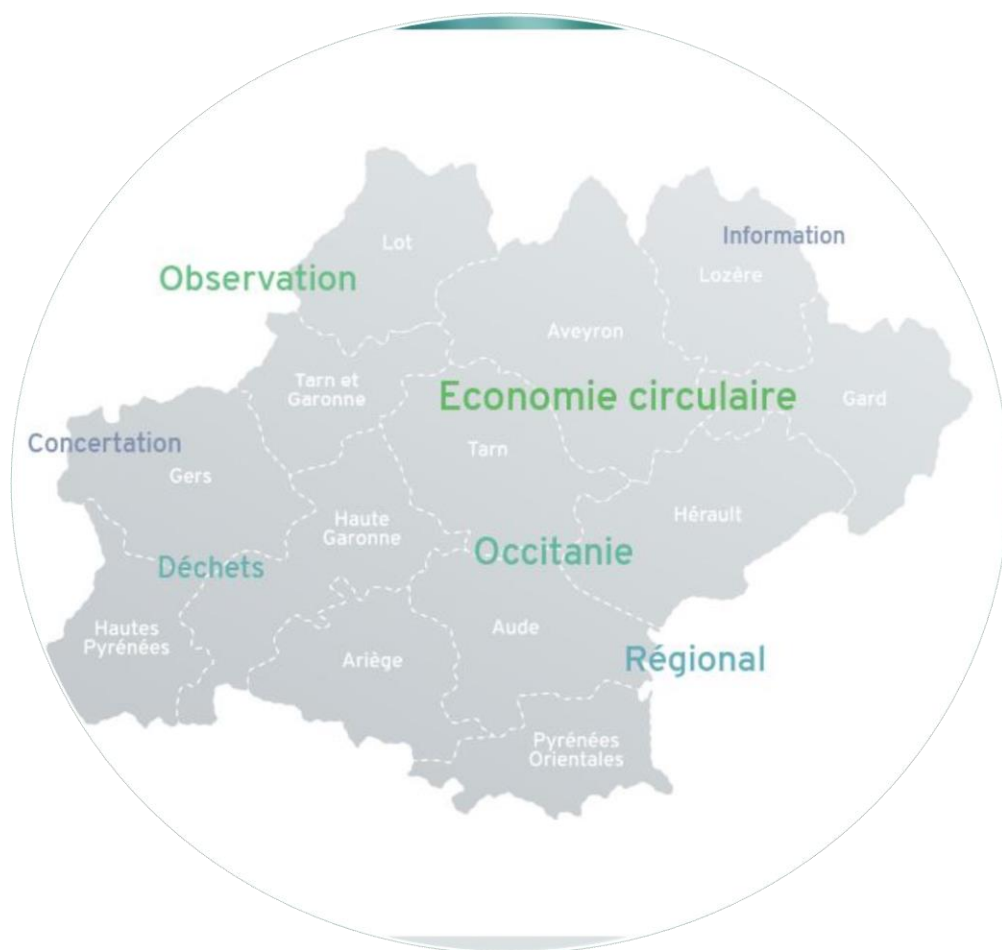 Lot
Information
Lozère
Observation
Aveyron
Tarn et
Garonne
Economie circulaire
Gard
Concertation
Tarn
Gers
Haute
Garonne
Hérault
Occitanie
Déchets
Hautes
Pyrénées
Aude
Ariège
Régional
Pyrénées
Orientales